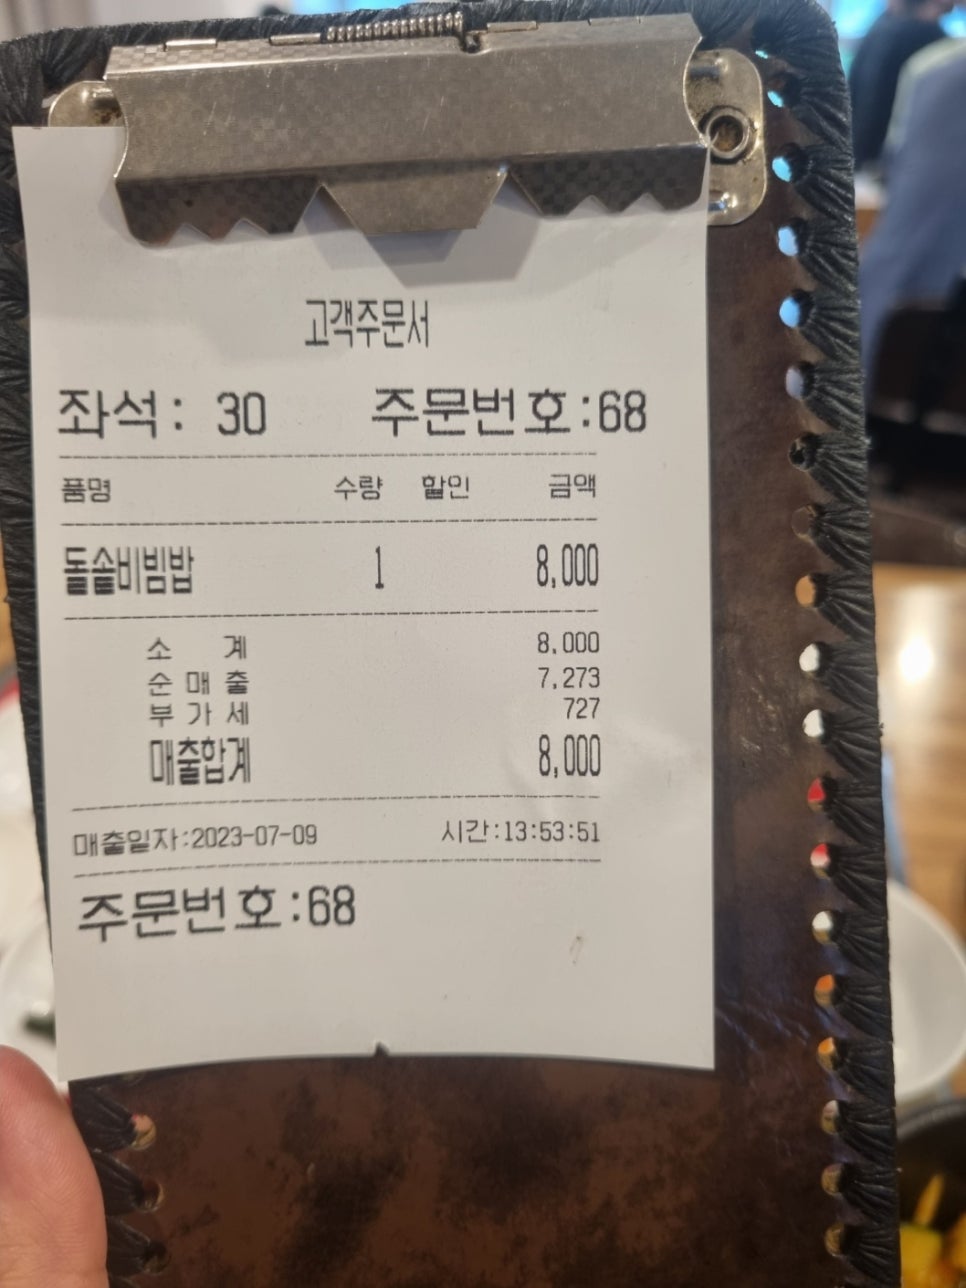 고객주문서
좌석: 30 주문번호:68
품명 수량 할인 금액
돌솥비빔밥 1 8,000
소 계 8,000
순 매 출 7,273
부 가 세 727
매출합계 8,000
매출일자:2023-07-09 시간:13:53:51
주문번호:68